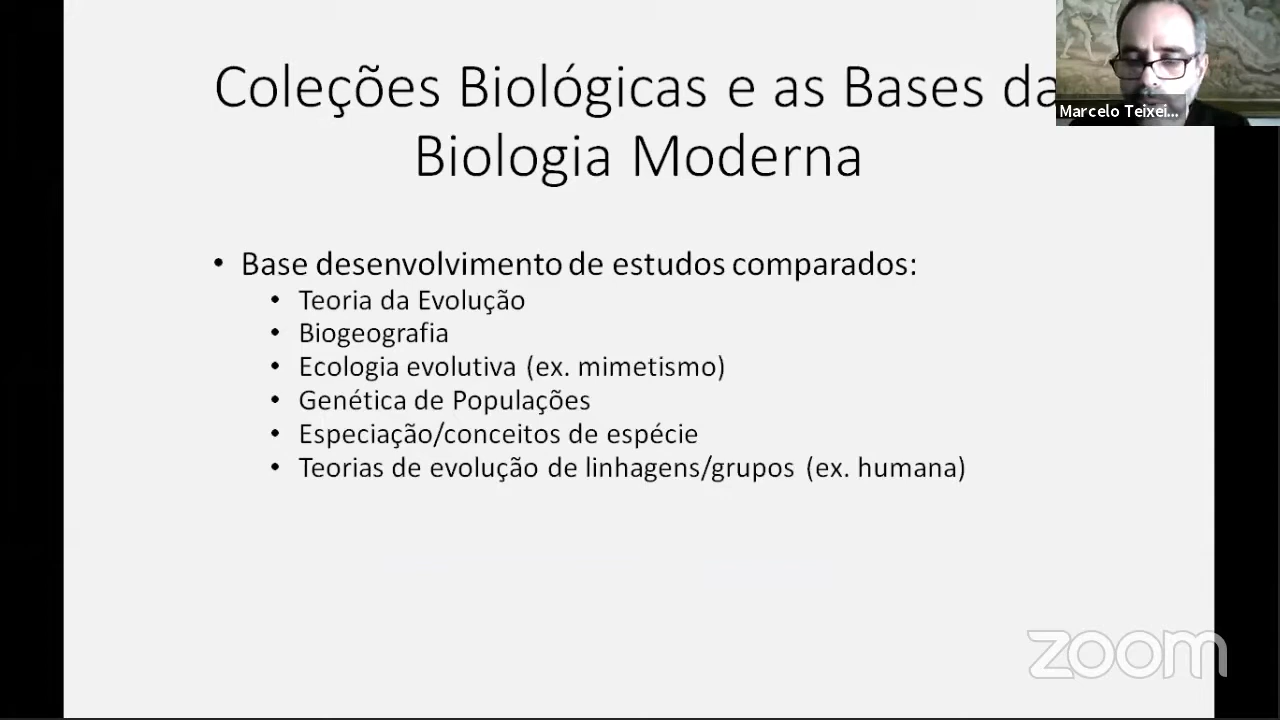 Coleções Biológicas e as Bases da
Biologia Moderna
Marcelo Teixei...
• Base desenvolvimento de estudos comparados:
• Teoria da Evolução
• Biogeografia
• Ecologia evolutiva (ex. mimetismo)
• Genética de Populações
• Especiação/conceitos de espécie
• Teorias de evolução de linhagens/grupos (ex. humana)
zoom